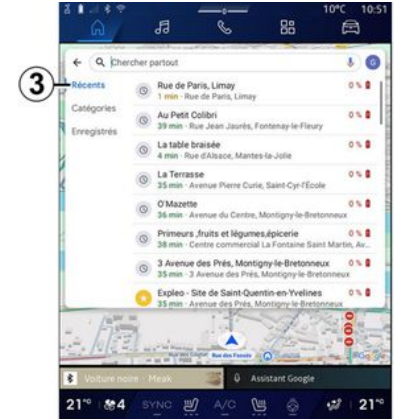 10°C 10:51
Chercher partout
G
3
Récents
Catégories
Enregistrés
Rue de Paris, Limay
0 %
1 min · Rue de Paris, Limay
Au Petit Colibri
0 %
39 min · Rue Jean Jaurès, Fontenay-le-Fleury
La table braisée
0 %
4 min · Rue d'Alsace, Mantes-la-Jolie
La Terrasse
0 %
35 min · Avenue Pierre Curie, Saint-Cyr-l'École
O'Mazette
0 %
36 min · Avenue du Centre, Montigny-le-Bretonneux
Primeurs ,fruits et légumes,épicerie
0 %
38 min · Centre commercial La Fontaine Saint Martin, Av...
3 Avenue des Prés, Montigny-le-Bretonneux
0 %
35 min · 3 Avenue des Prés, Montigny-le-Bretonneux
Expleo - Site de Saint-Quentin-en-Yvelines
0 %
35 min · Avenue des Prés, Montigny-le-Bretonneux
Rue des Fossés
Voiture noire · Meak
Assistant Google
21°C 4 SYNC A/C 21°C